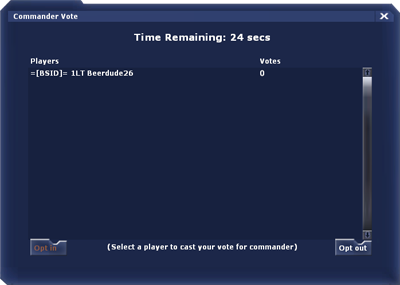 Commander Vote
Time Remaining: 24 secs
Players Votes
=[BSID]= 1LT Beerdude26 0
Opt in (Select a player to cast your vote for commander) Opt out